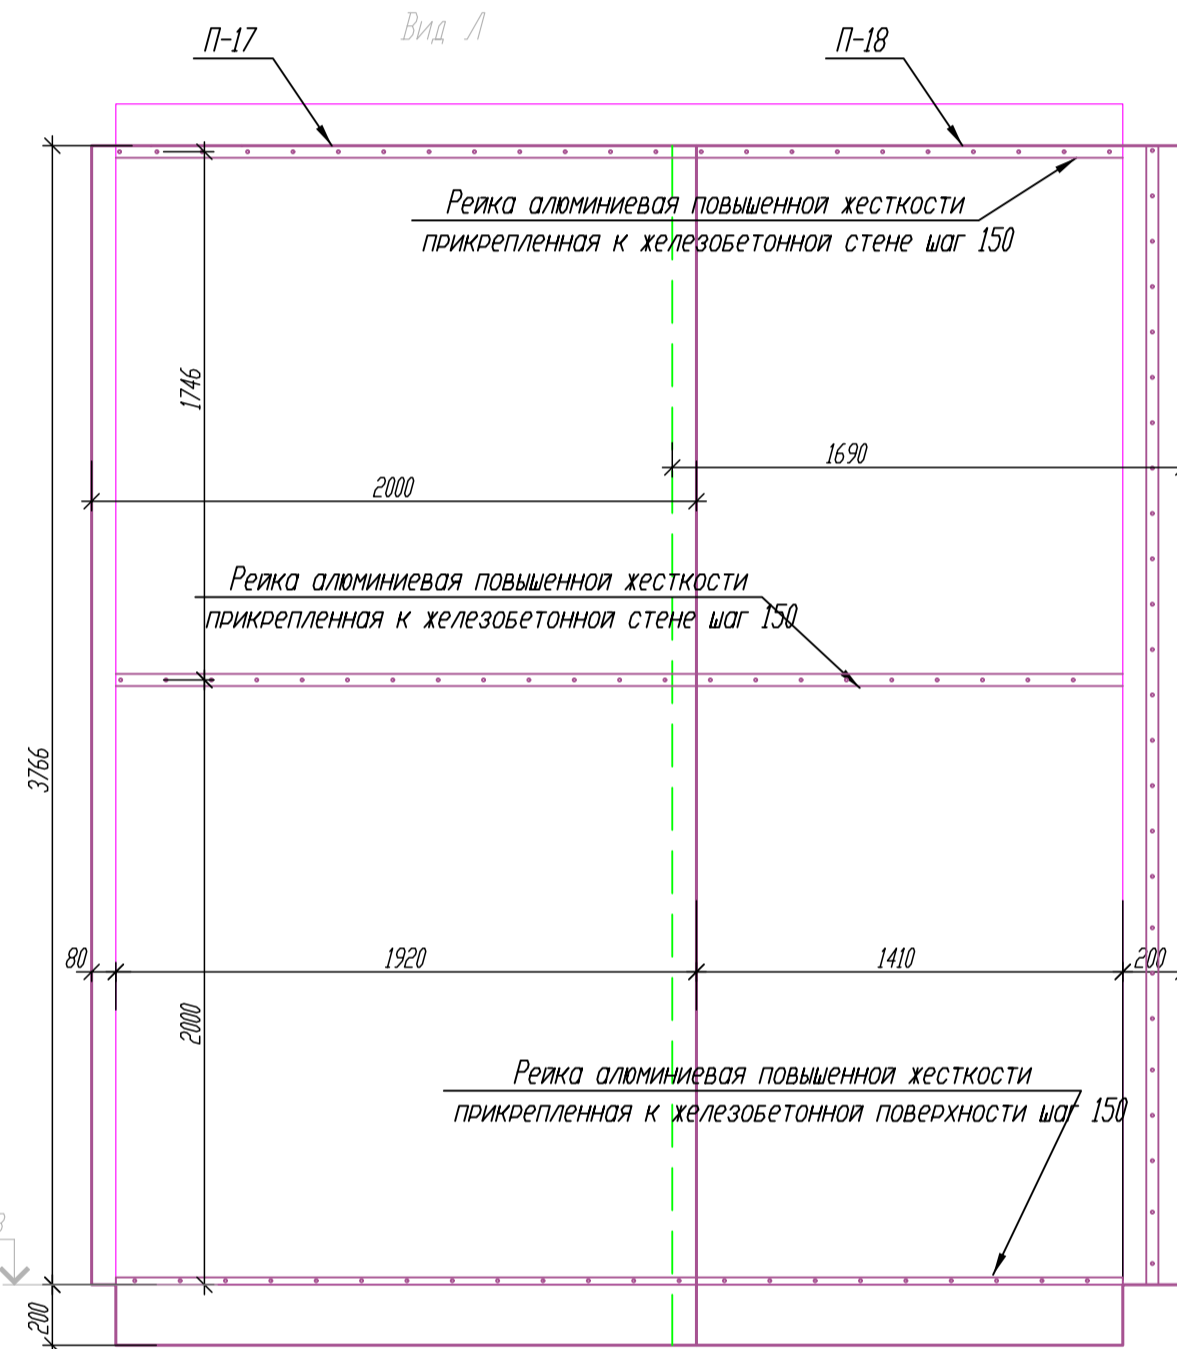 Вид Л
П-17
П-18
Рейка алюминиевая повышенной жесткости
прикрепленная к железобетонной стене шаг 150
1746
1690
2000
Рейка алюминиевая повышенной жесткости
прикрепленная к железобетонной стене шаг 150
3766
80
1920
1410
200
2000
Рейка алюминиевая повышенной жесткости
прикрепленная к железобетонной поверхности шаг 150
200